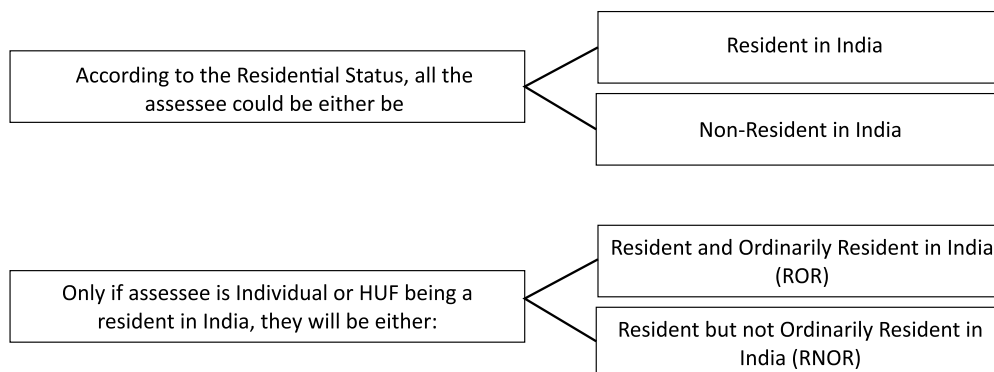 According to the Residential Status, all the
assessee could be either be
Resident in India
Non-Resident in India
Only if assessee is Individual or HUF being a
resident in India, they will be either:
Resident and Ordinarily Resident in India
(ROR)
Resident but not Ordinarily Resident in
India (RNOR)